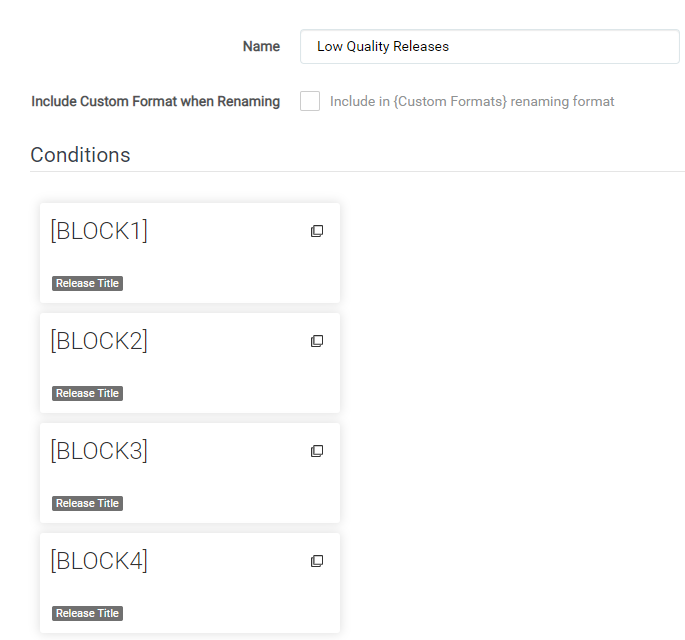 Name
Low Quality Releases
Include Custom Format when Renaming
Include in {Custom Formats} renaming format
Conditions
[BLOCK1]
Release Title
[BLOCK2]
Release Title
[BLOCK3]
Release Title
[BLOCK4]
Release Title